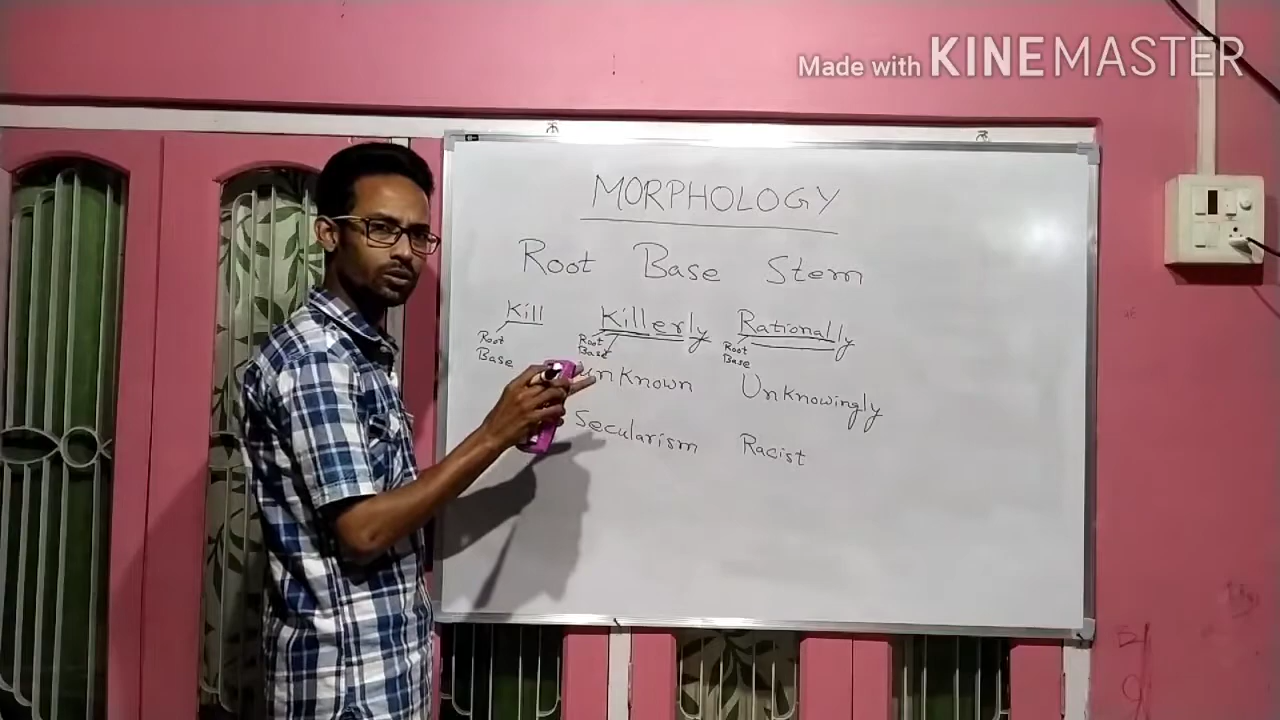 Made with KINEMASTER
MORPHOLOGY
Root Base Stem
Kill Killerly Rationally
Root Root Root
Base Base Base
UnKnown Unknowingly
Secularism Racist